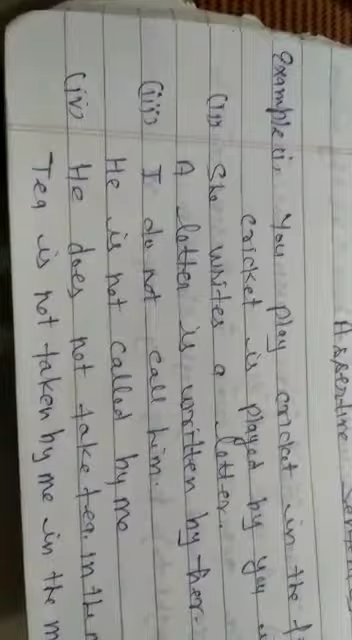 Assertive
Example (i) You play cricket in the
cricket is played by you
(ii) She writes a letter.
A letter is written by her.
(iii) I do not call him.
He is not called by me
(iv) He does not take tea in the
Tea is not taken by me in the